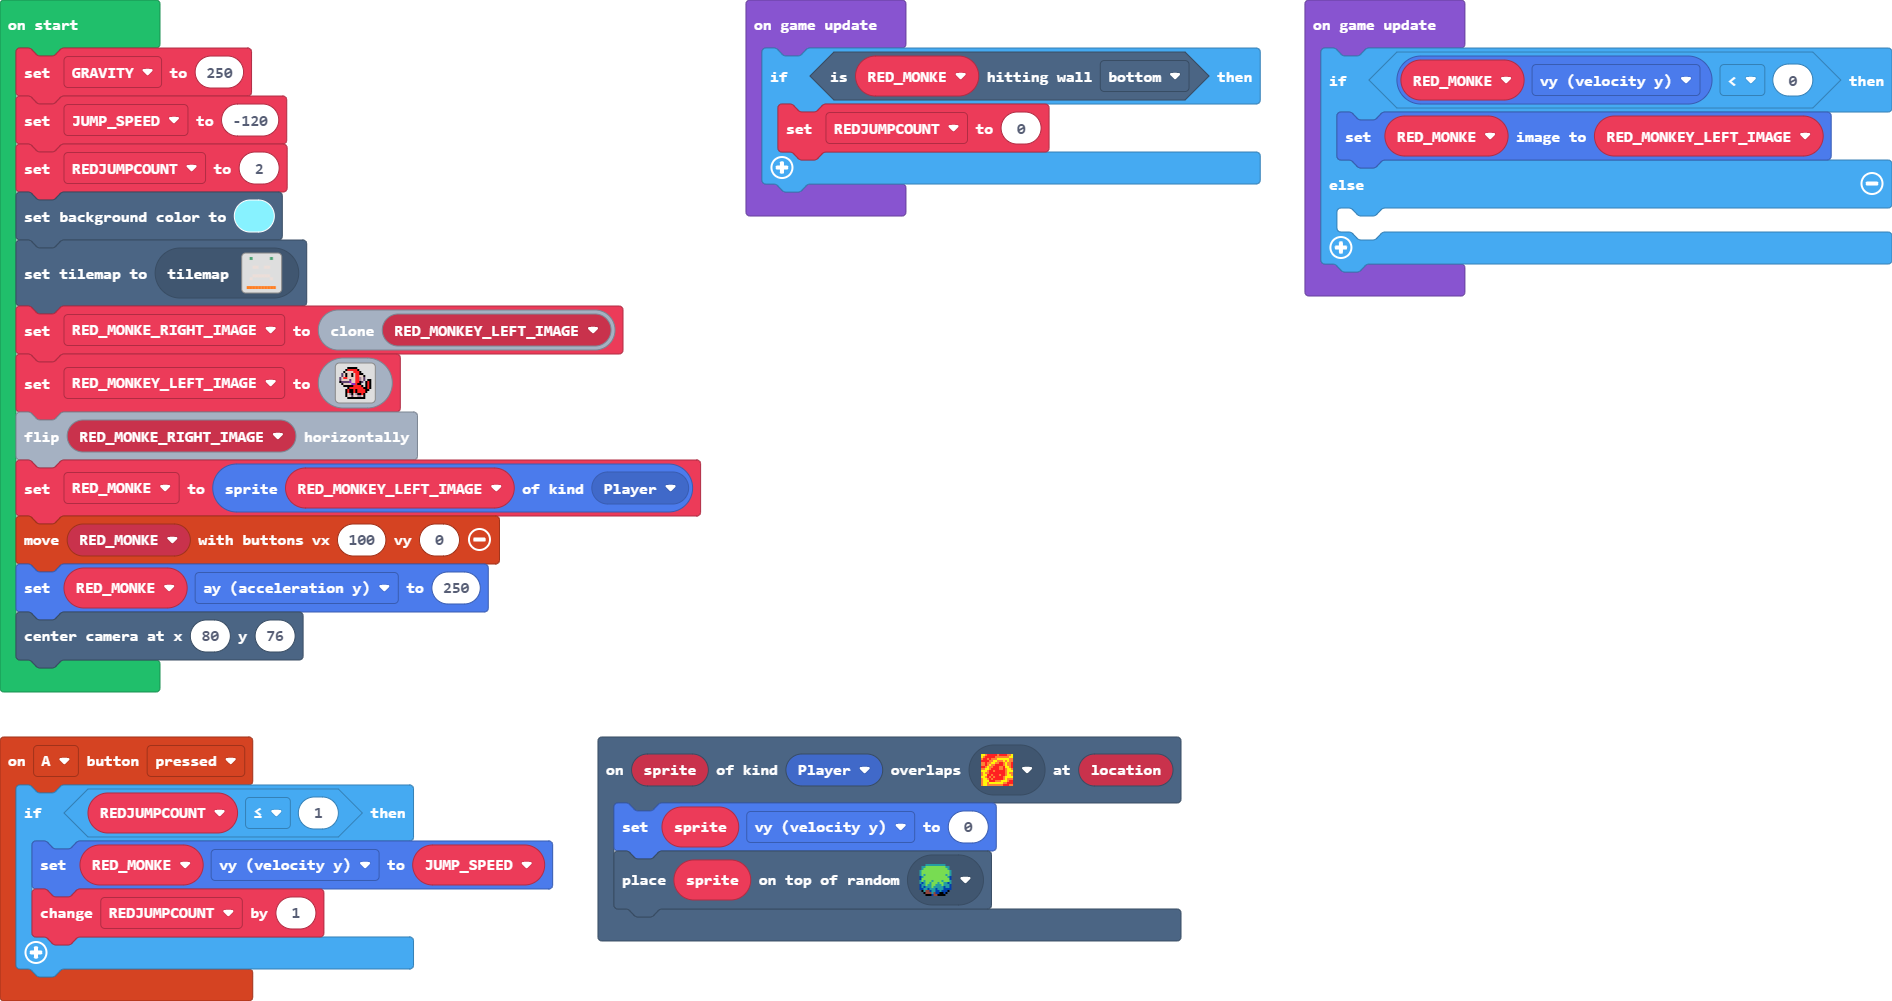 on start
set GRAVITY to 250
set JUMP_SPEED to -120
set REDJUMPCOUNT to 2
set background color to
set tilemap to tilemap
set RED_MONKE_RIGHT_IMAGE to clone RED_MONKEY_LEFT_IMAGE
set RED_MONKEY_LEFT_IMAGE to
flip RED_MONKE_RIGHT_IMAGE horizontally
set RED_MONKE to sprite RED_MONKEY_LEFT_IMAGE of kind Player
move RED_MONKE with buttons vx 100 vy 0
set RED_MONKE ay (acceleration y) to 250
center camera at x 80 y 76
on game update
if is RED_MONKE hitting wall bottom then
set REDJUMPCOUNT to 0
on game update
if RED_MONKE vy (velocity y) < 0 then
set RED_MONKE image to RED_MONKEY_LEFT_IMAGE
else
on A button pressed
if REDJUMPCOUNT ≤ 1 then
set RED_MONKE vy (velocity y) to JUMP_SPEED
change REDJUMPCOUNT by 1
on sprite of kind Player overlaps at location
set sprite vy (velocity y) to 0
place sprite on top of random